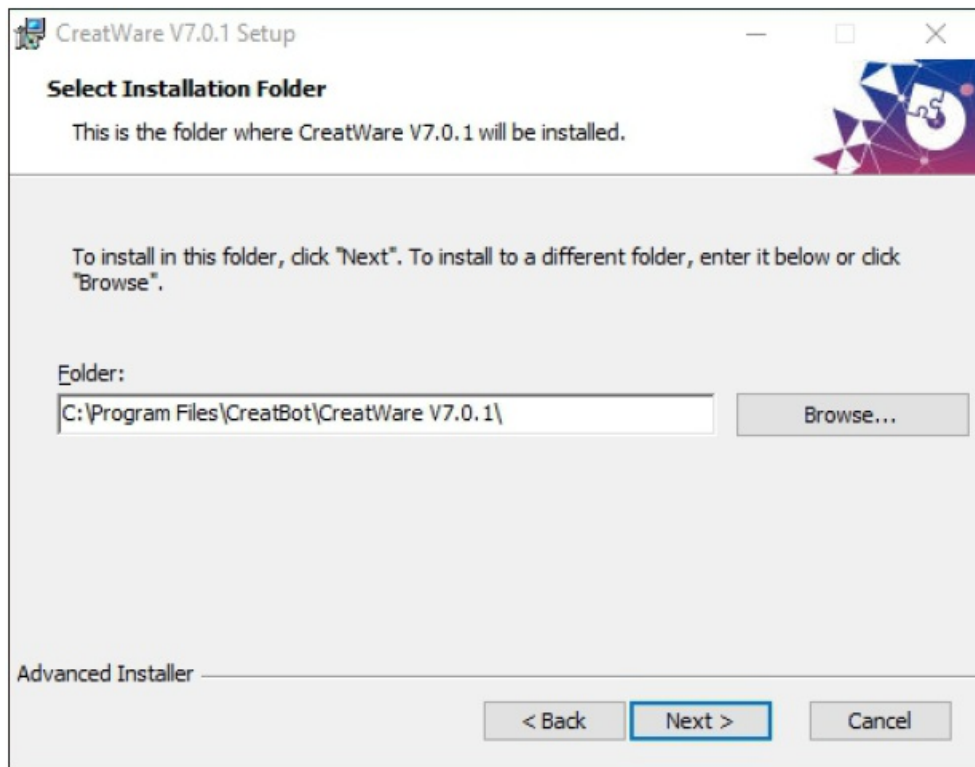 CreatWare V7.0.1 Setup
Select Installation Folder
This is the folder where CreatWare V7.0.1 will be installed.
To install in this folder, click "Next". To install to a different folder, enter it below or click
"Browse".
Folder:
C:\Program Files\CreatBot\CreatWare V7.0.1\
Browse...
Advanced Installer
< Back
Next >
Cancel